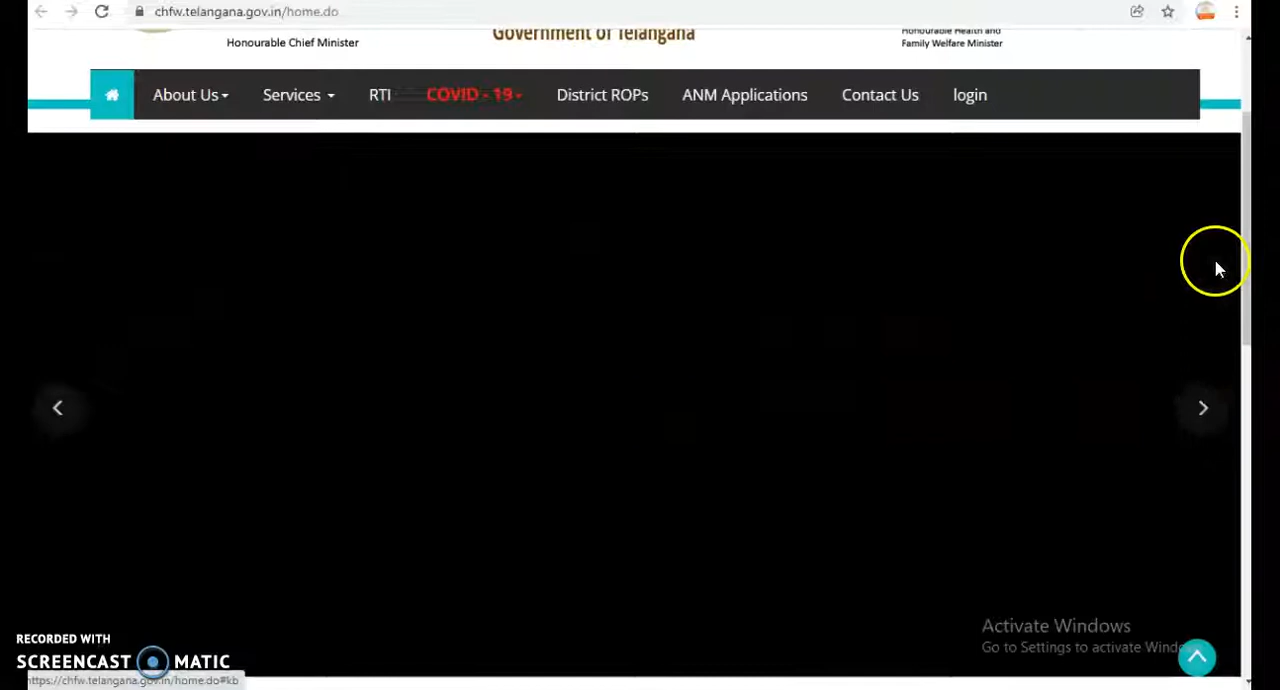 chfw.telangana.gov.in/home.do
Honourable Chief Minister
Government of Telangana
Honourable Health and
Family Welfare Minister
About Us
Services
RTI
COVID - 19
District ROPs
ANM Applications
Contact Us
login
Activate Windows
Go to Settings to activate Windows
RECORDED WITH
SCREENCAST MATIC
https://chfw.telangana.gov.in/home.do#kb